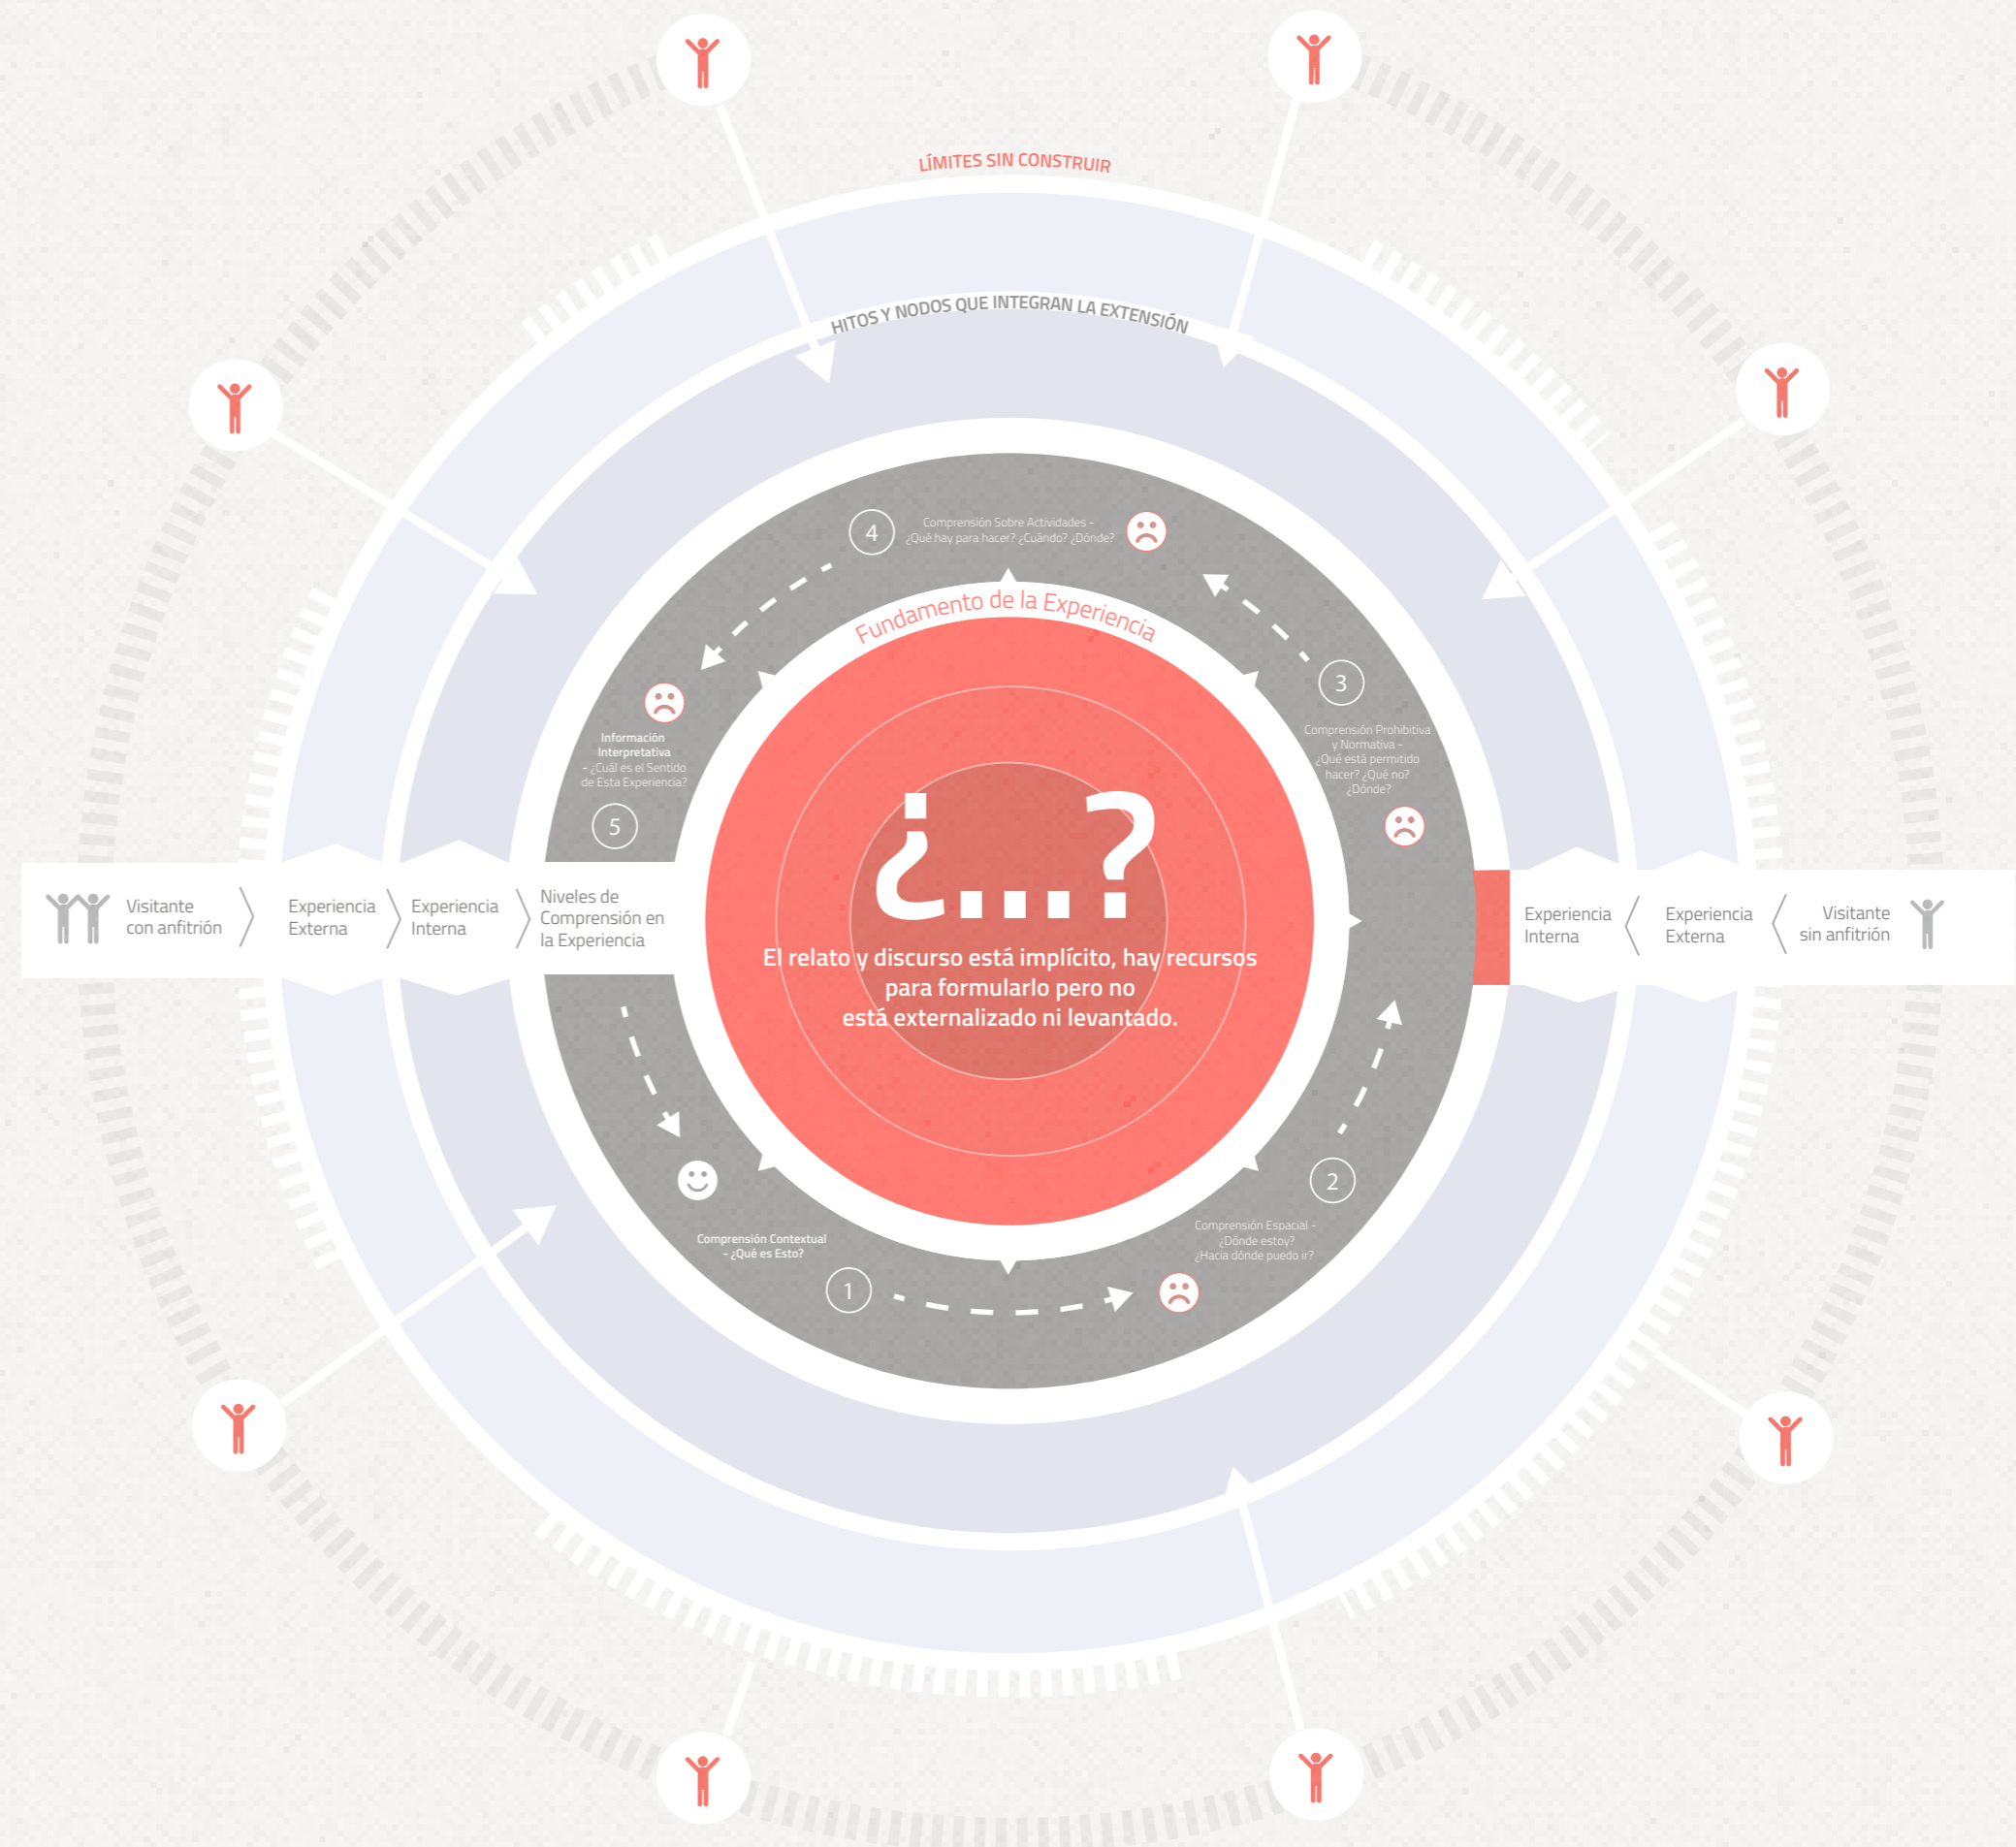 LÍMITES SIN CONSTRUIR
HITOS Y NODOS QUE INTEGRAN LA EXTENSIÓN
4
Comprensión Sobre Actividades -
¿Qué hay para hacer? ¿Cuándo? ¿Dónde?
Fundamento de la Experiencia
3
Comprensión Prohibitiva
y Normativa -
¿Qué está permitido
hacer? ¿Qué no?
¿Dónde?
Información
Interpretativa
- ¿Cuál es el Sentido
de Esta Experiencia?
5
¿...?
El relato y discurso está implícito, hay recursos
para formularlo pero no
está externalizado ni levantado.
Visitante
con anfitrión
Experiencia
Externa
Experiencia
Interna
Niveles de
Comprensión en
la Experiencia
Experiencia
Interna
Experiencia
Externa
Visitante
sin anfitrión
Comprensión Contextual
- ¿Qué es Esto?
1
2
Comprensión Espacial -
¿Dónde estoy?
¿Hacia dónde puedo ir?